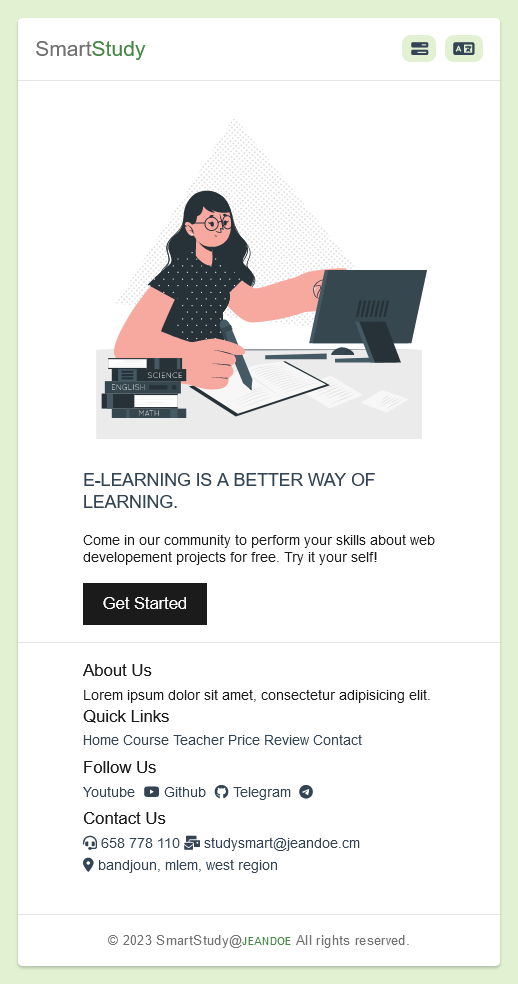 SmartStudy
SCIENCE
ENGLISH
MATH
E-LEARNING IS A BETTER WAY OF
LEARNING.
Come in our community to perform your skills about web
developement projects for free. Try it your self!
Get Started
About Us
Lorem ipsum dolor sit amet, consectetur adipisicing elit.
Quick Links
Home Course Teacher Price Review Contact
Follow Us
Youtube Github Telegram
Contact Us
658 778 110 studysmart@jeandoe.cm
bandjoun, mlem, west region
© 2023 SmartStudy@JEANDOE All rights reserved.